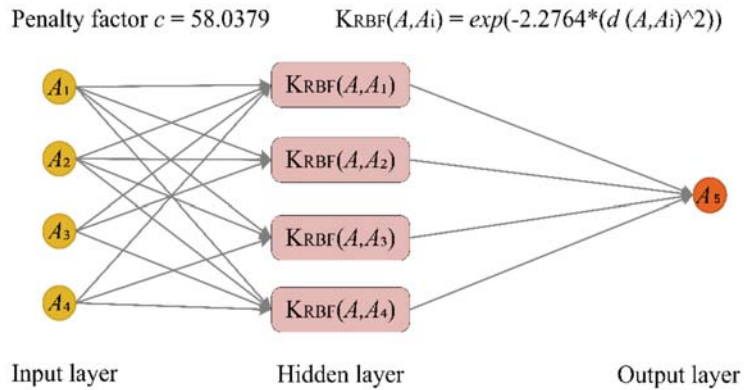 Penalty factor c = 58.0379
KRBF(A,Ai) = exp(-2.2764*(d (A,Ai)^2))
A1
KRBF(A,A1)
A2
KRBF(A,A2)
A5
A3
KRBF(A,A3)
A4
KRBF(A,A4)
Input layer
Hidden layer
Output layer